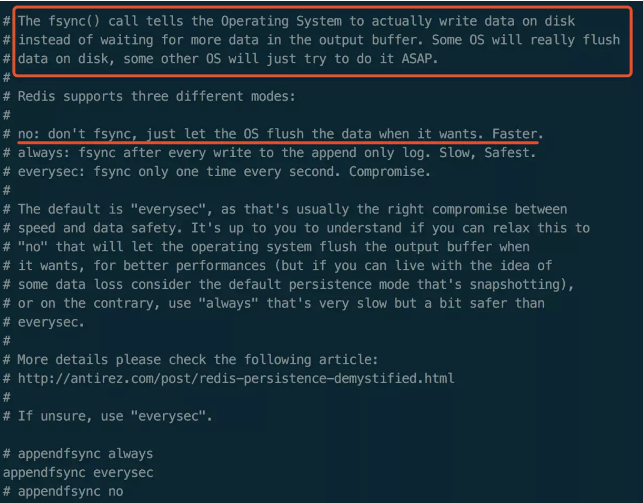 # The fsync() call tells the Operating System to actually write data on disk
# instead of waiting for more data in the output buffer. Some OS will really flush
# data on disk, some other OS will just try to do it ASAP.
#
# Redis supports three different modes:
#
# no: don't fsync, just let the OS flush the data when it wants. Faster.
# always: fsync after every write to the append only log. Slow, Safest.
# everysec: fsync only one time every second. Compromise.
#
# The default is "everysec", as that's usually the right compromise between
# speed and data safety. It's up to you to understand if you can relax this to
# "no" that will let the operating system flush the output buffer when
# it wants, for better performances (but if you can live with the idea of
# some data loss consider the default persistence mode that's snapshotting),
# or on the contrary, use "always" that's very slow but a bit safer than
# everysec.
#
# More details please check the following article:
# http://antirez.com/post/redis-persistence-demystified.html
#
# If unsure, use "everysec".

# appendfsync always
appendfsync everysec
# appendfsync no